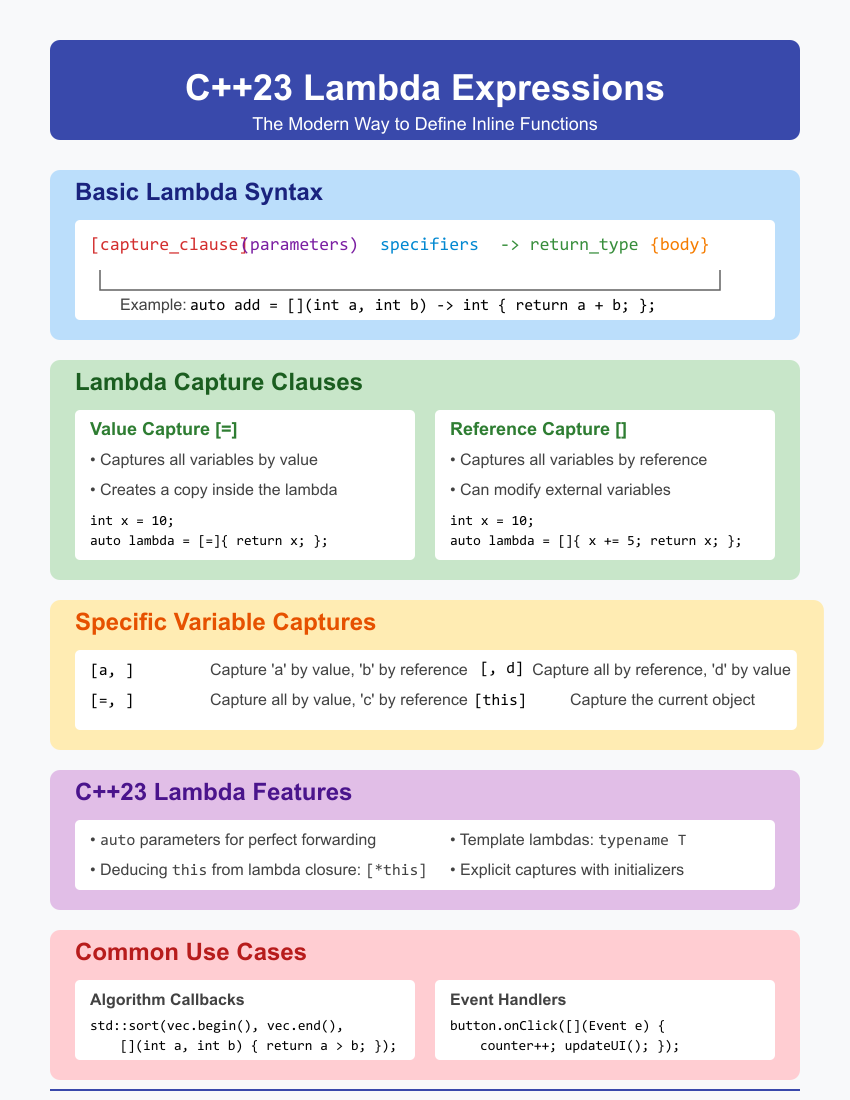 C++23 Lambda Expressions
The Modern Way to Define Inline Functions
Basic Lambda Syntax
[capture_clause](parameters) specifiers -> return_type {body}
Example: auto add = [](int a, int b) -> int { return a + b; };
Lambda Capture Clauses
Value Capture [=]
• Captures all variables by value
• Creates a copy inside the lambda
int x = 10;
auto lambda = [=]{ return x; };
Reference Capture []
• Captures all variables by reference
• Can modify external variables
int x = 10;
auto lambda = []{ x += 5; return x; };
Specific Variable Captures
[a, ] Capture 'a' by value, 'b' by reference [, d] Capture all by reference, 'd' by value
[=, ] Capture all by value, 'c' by reference [this] Capture the current object
C++23 Lambda Features
• auto parameters for perfect forwarding
• Deducing this from lambda closure: [*this]
• Template lambdas: typename T
• Explicit captures with initializers
Common Use Cases
Algorithm Callbacks
std::sort(vec.begin(), vec.end(),
[](int a, int b) { return a > b; });
Event Handlers
button.onClick([](Event e) {
counter++; updateUI(); });